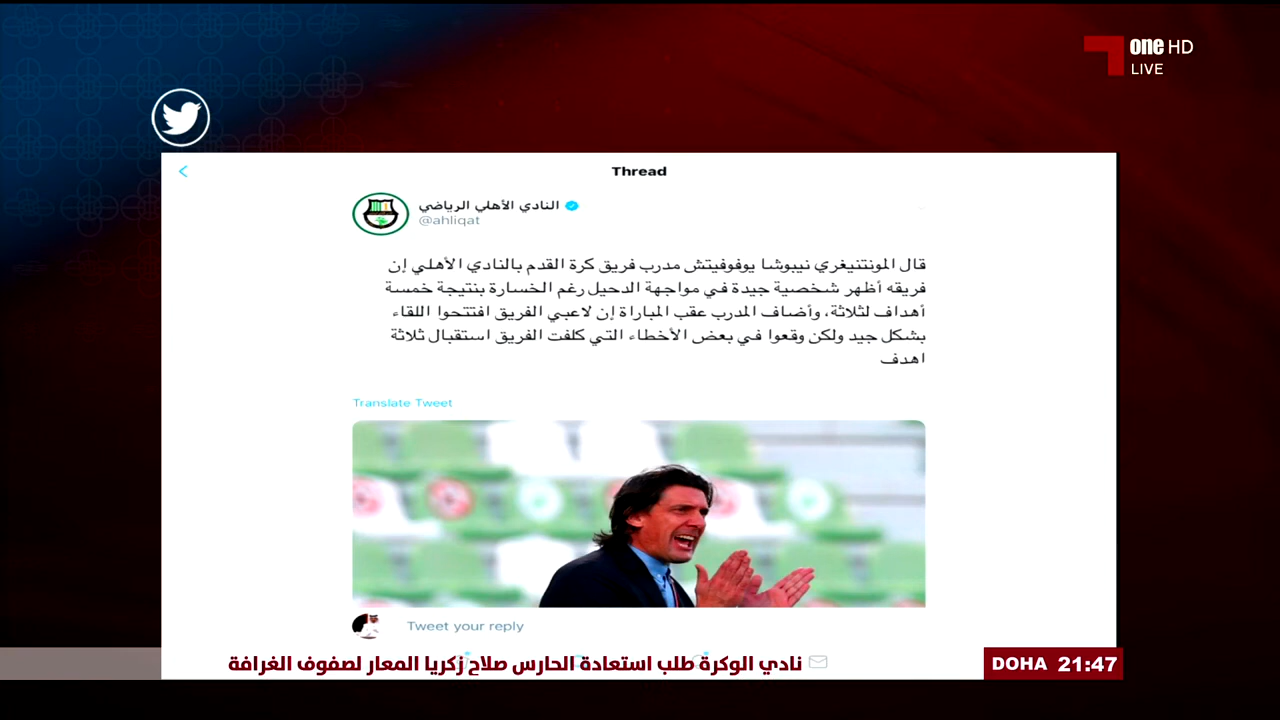 one HD
LIVE
Thread
النادي الأهلي الرياضي
@ahliqat
قال المونتنيغري نيبوشا يوفوفيتش مدرب فريق كرة القدم بالنادي الأهلي إن
فريقه أظهر شخصية جيدة في مواجهة الدحيل رغم الخسارة بنتيجة خمسة
أهداف لثلاثة، وأضاف المدرب عقب المباراة إن لاعبي الفريق افتتحوا اللقاء
بشكل جيد ولكن وقعوا في بعض الأخطاء التي كلفت الفريق استقبال ثلاثة
اهدف
Translate Tweet
Tweet your reply
نادي الوكرة طلب استعادة الحارس صلاح زكريا المعار لصفوف الغرافة
DOHA 21:47